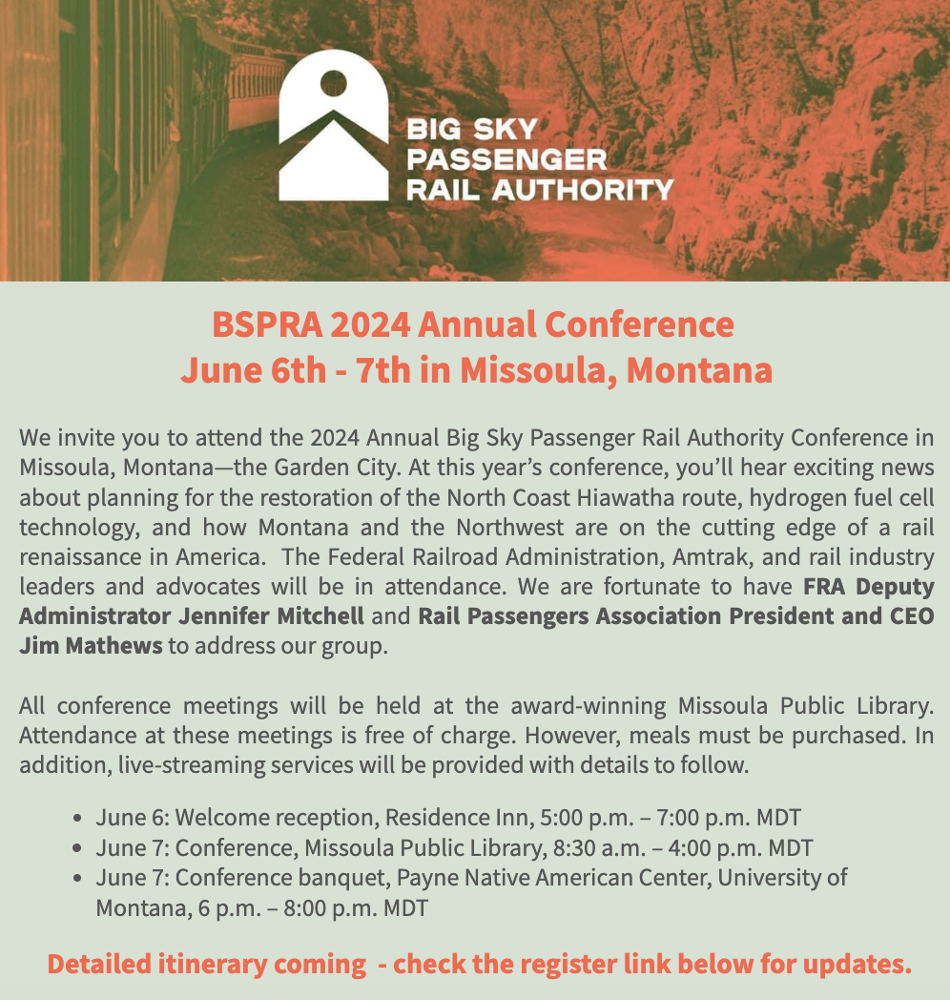 BIG SKY
PASSENGER
RAIL AUTHORITY
BSPRA 2024 Annual Conference
June 6th - 7th in Missoula, Montana
We invite you to attend the 2024 Annual Big Sky Passenger Rail Authority Conference in
Missoula, Montana—the Garden City. At this year’s conference, you’ll hear exciting news
about planning for the restoration of the North Coast Hiawatha route, hydrogen fuel cell
technology, and how Montana and the Northwest are on the cutting edge of a rail
renaissance in America.  The Federal Railroad Administration, Amtrak, and rail industry
leaders and advocates will be in attendance. We are fortunate to have FRA Deputy
Administrator Jennifer Mitchell and Rail Passengers Association President and CEO
Jim Mathews to address our group.
All conference meetings will be held at the award-winning Missoula Public Library.
Attendance at these meetings is free of charge. However, meals must be purchased. In
addition, live-streaming services will be provided with details to follow.
• June 6: Welcome reception, Residence Inn, 5:00 p.m. – 7:00 p.m. MDT
• June 7: Conference, Missoula Public Library, 8:30 a.m. – 4:00 p.m. MDT
• June 7: Conference banquet, Payne Native American Center, University of
Montana, 6 p.m. – 8:00 p.m. MDT
Detailed itinerary coming  - check the register link below for updates.